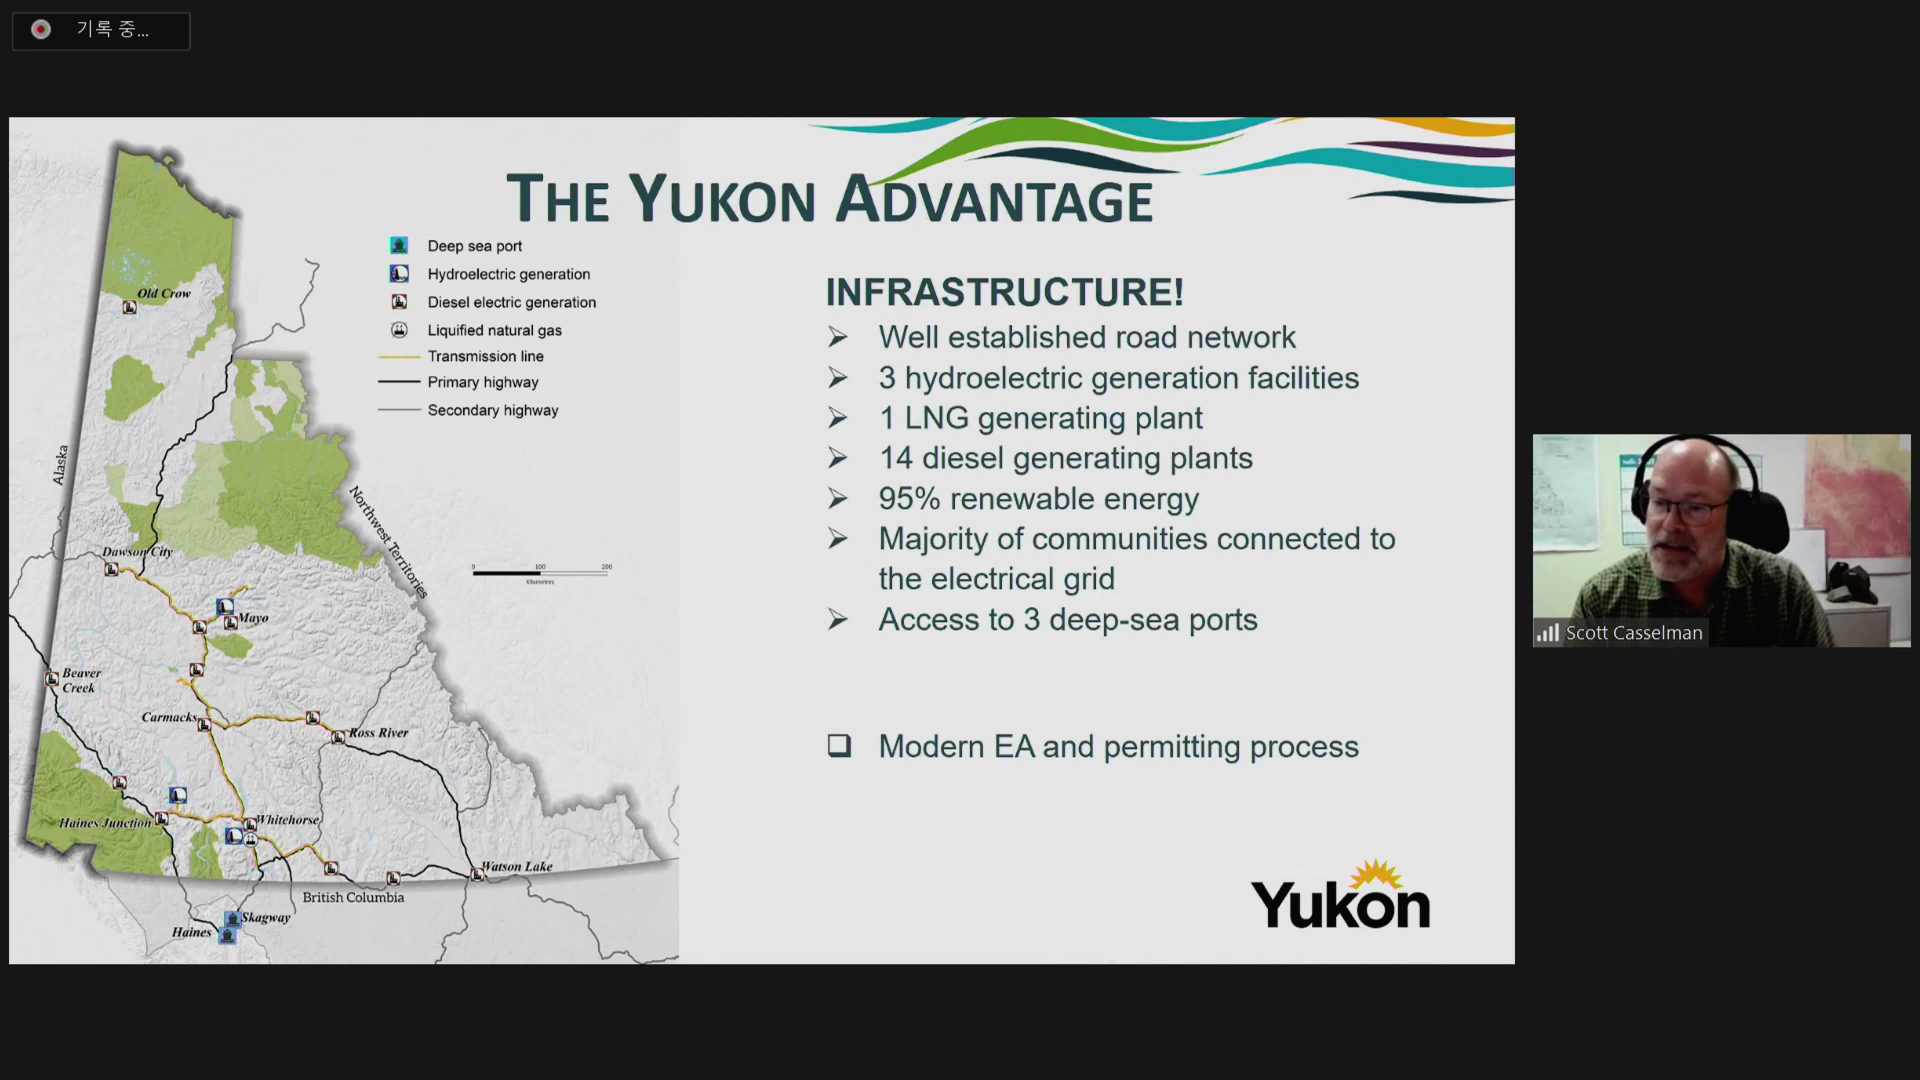 기록 중...
THE YUKON ADVANTAGE
Deep sea port
Hydroelectric generation
Diesel electric generation
Liquified natural gas
Transmission line
Primary highway
Secondary highway
Old Crow
Alaska
Northwest Territories
Dawson City
0 100 200
Kilometres
Mayo
Beaver
Creek
Carmacks
Ross River
Haines Junction
Whitehorse
Watson Lake
British Columbia
Skagway
Haines
INFRASTRUCTURE!
➢ Well established road network
➢ 3 hydroelectric generation facilities
➢ 1 LNG generating plant
➢ 14 diesel generating plants
➢ 95% renewable energy
➢ Majority of communities connected to
the electrical grid
➢ Access to 3 deep-sea ports
❑ Modern EA and permitting process
Yukon
Scott Casselman